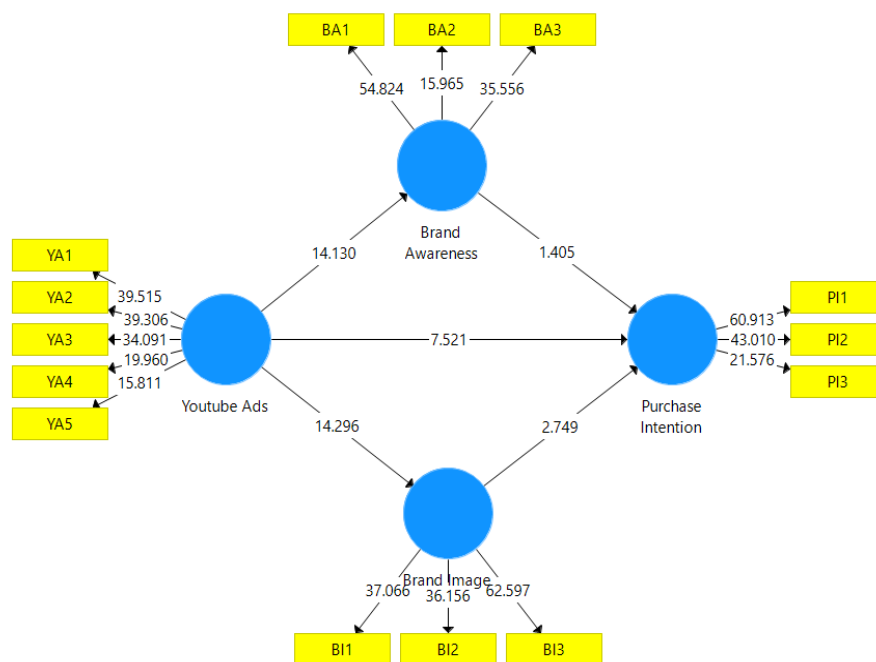 BA1 BA2 BA3
54.824 15.965 35.556
Brand
Awareness
14.130 1.405
YA1
YA2
YA3
YA4
YA5
39.515
39.306
34.091
19.960
15.811
Youtube Ads
7.521
PI1
PI2
PI3
60.913
43.010
21.576
Purchase
Intention
14.296 2.749
Brand Image
37.066 36.156 62.597
BI1 BI2 BI3